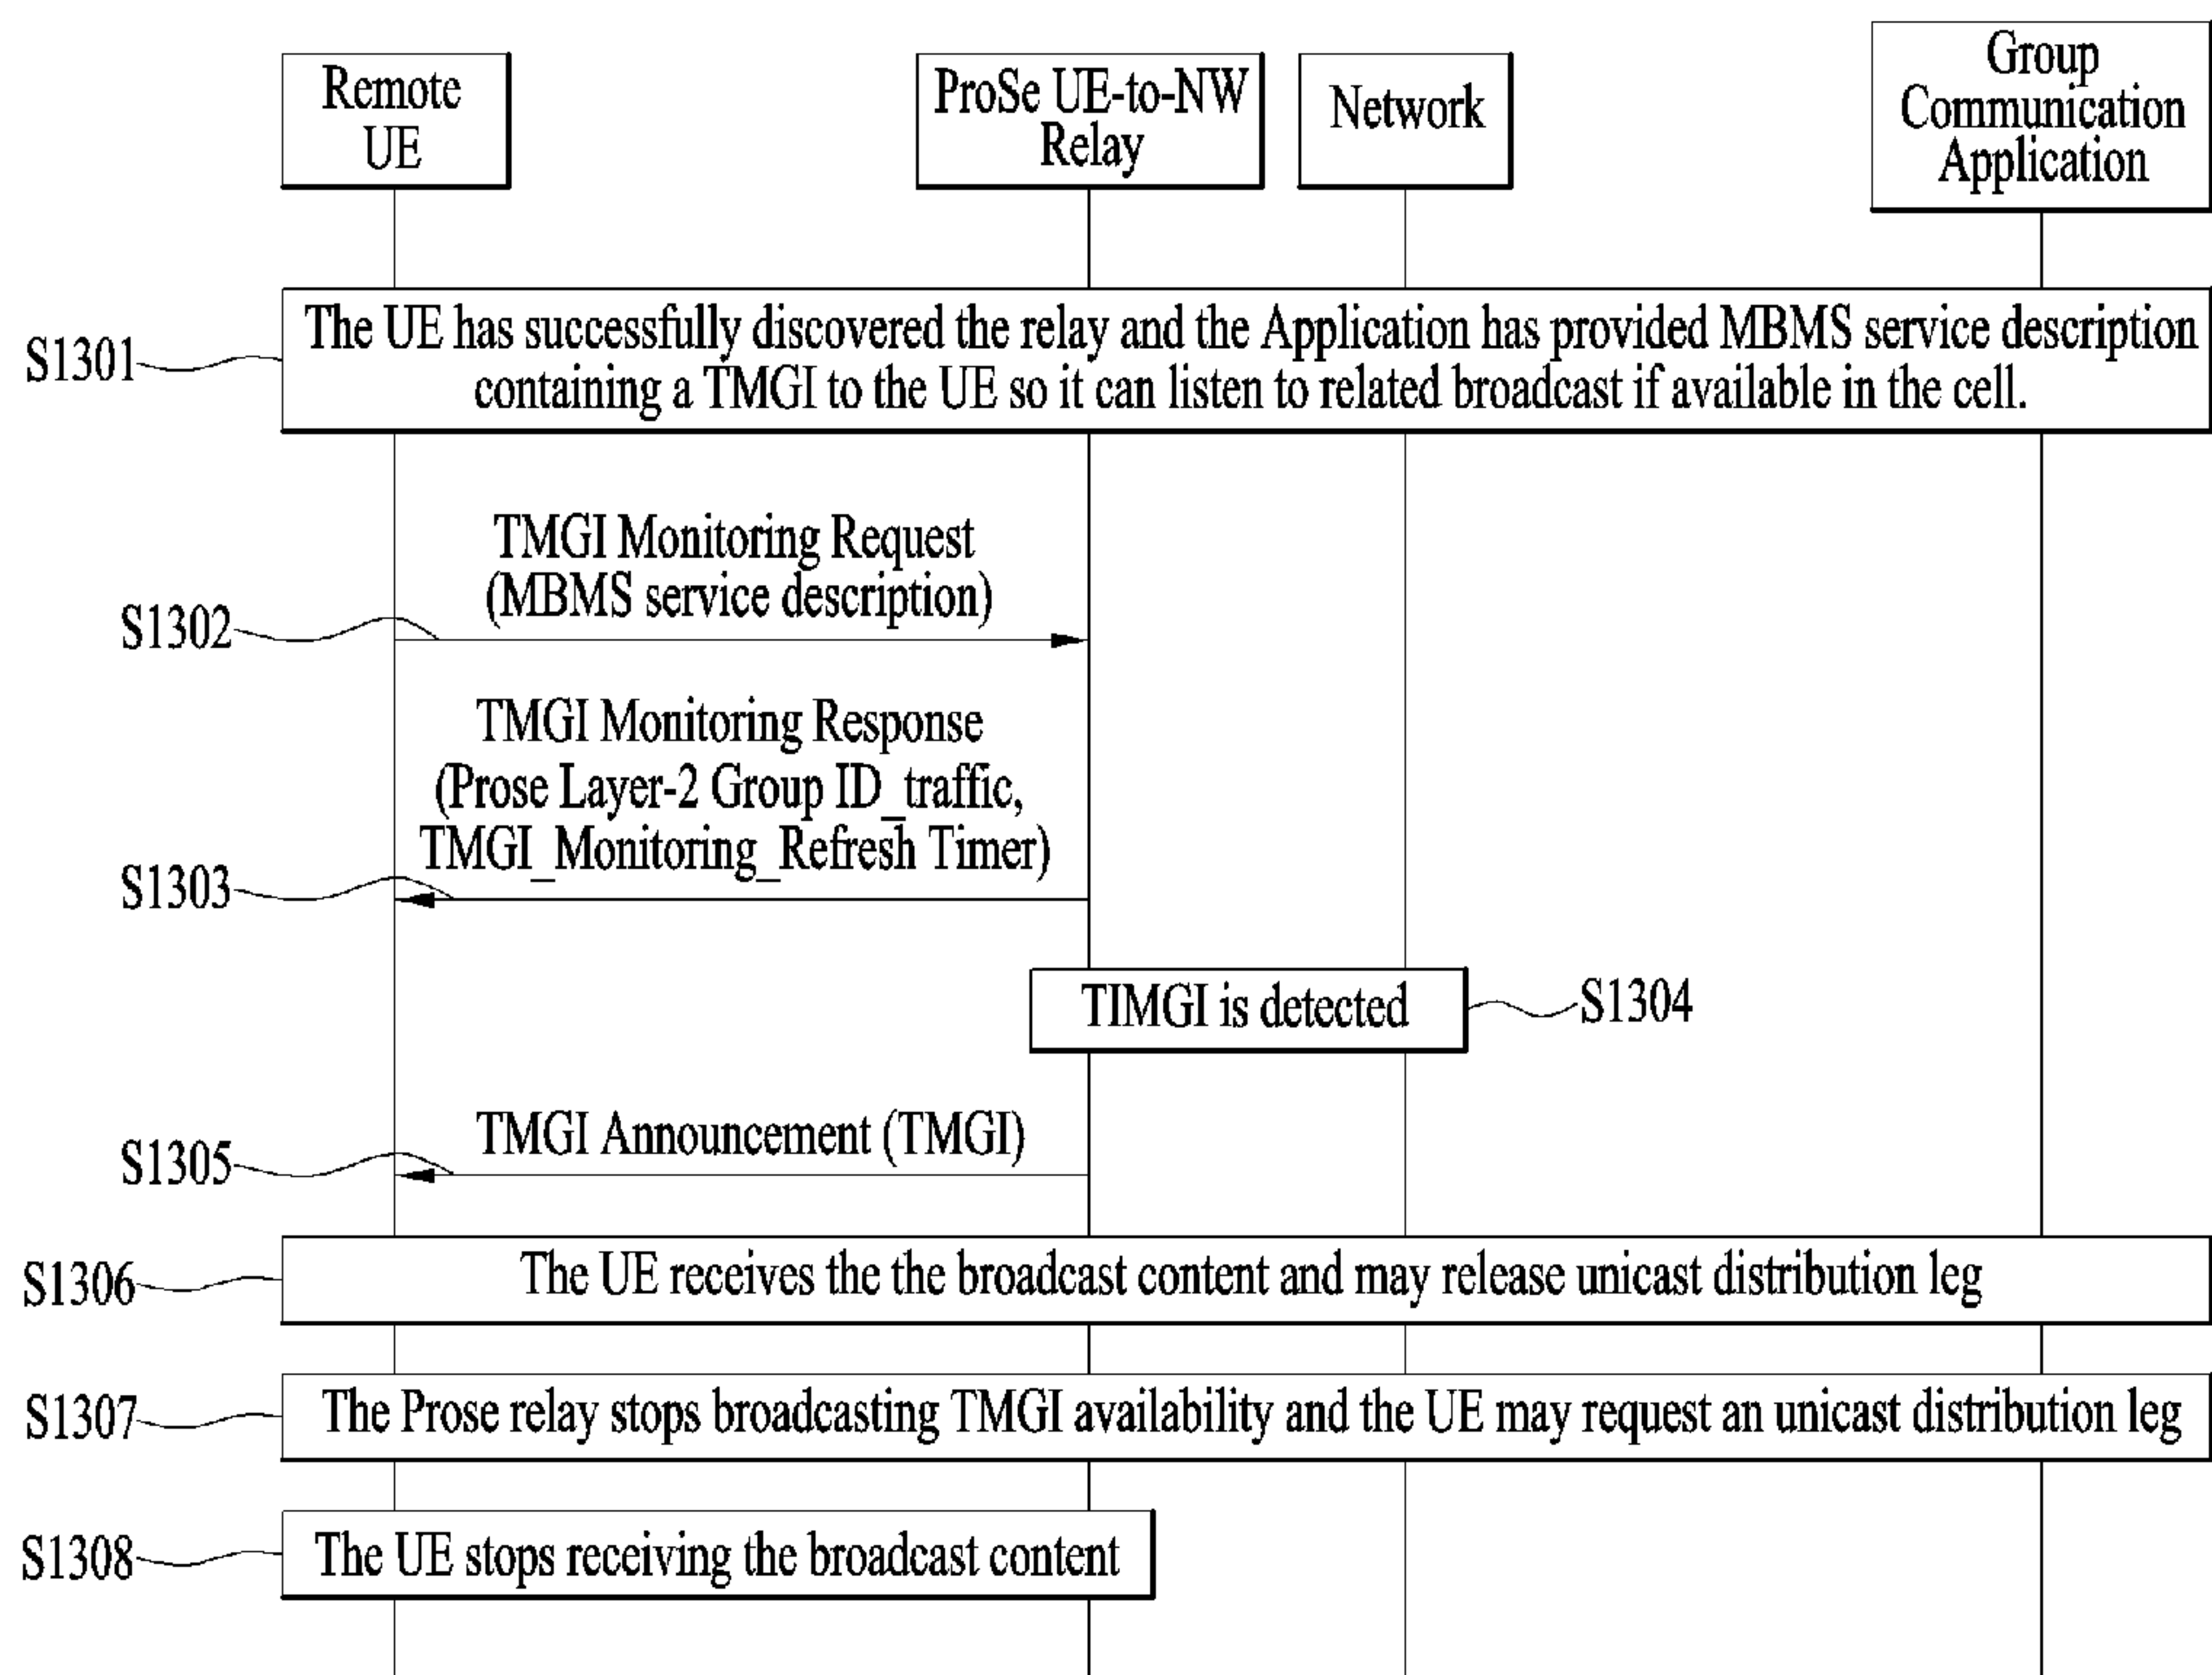 Remote
UE
ProSe UE-to-NW
Relay
Network
Group
Communication
Application
S1301
The UE has successfully discovered the relay and the Application has provided MBMS service description
containing a TMGI to the UE so it can listen to related broadcast if available in the cell.
TMGI Monitoring Request
(MBMS service description)
S1302
TMGI Monitoring Response
(Prose Layer-2 Group ID_traffic,
TMGI_Monitoring_Refresh Timer)
S1303
TIMGI is detected
S1304
TMGI Announcement (TMGI)
S1305
S1306
The UE receives the the broadcast content and may release unicast distribution leg
S1307
The Prose relay stops broadcasting TMGI availability and the UE may request an unicast distribution leg
S1308
The UE stops receiving the broadcast content